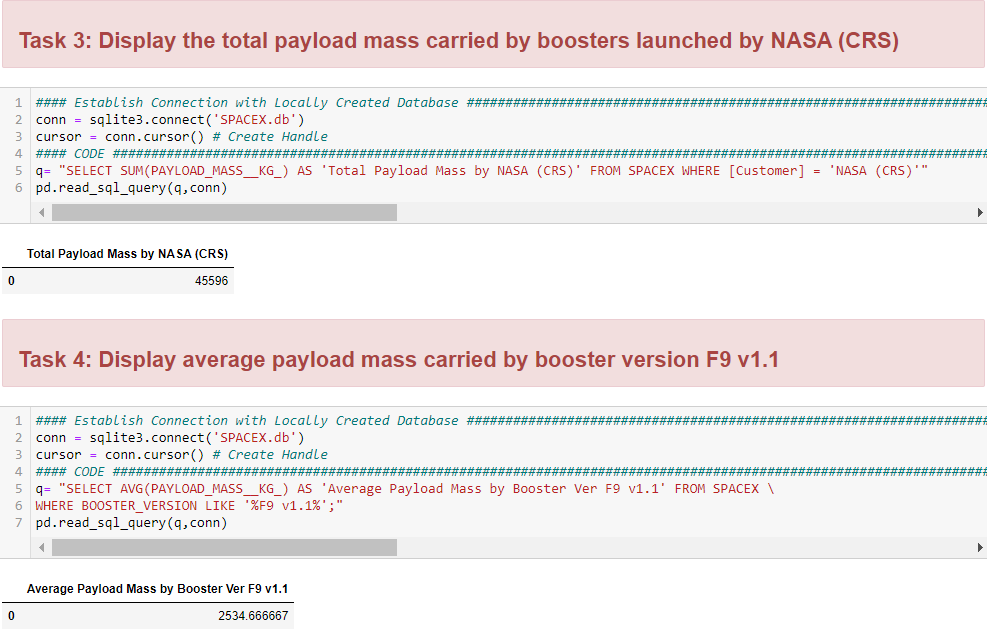 Task 3: Display the total payload mass carried by boosters launched by NASA (CRS)
1 #### Establish Connection with Locally Created Database ####################################################################
2 conn = sqlite3.connect('SPACEX.db')
3 cursor = conn.cursor() # Create Handle
4 #### CODE ##################################################################################################################
5 q= "SELECT SUM(PAYLOAD_MASS__KG_) AS 'Total Payload Mass by NASA (CRS)' FROM SPACEX WHERE [Customer] = 'NASA (CRS)'"
6 pd.read_sql_query(q,conn)
Total Payload Mass by NASA (CRS)
0 45596
Task 4: Display average payload mass carried by booster version F9 v1.1
1 #### Establish Connection with Locally Created Database ####################################################################
2 conn = sqlite3.connect('SPACEX.db')
3 cursor = conn.cursor() # Create Handle
4 #### CODE ##################################################################################################################
5 q= "SELECT AVG(PAYLOAD_MASS__KG_) AS 'Average Payload Mass by Booster Ver F9 v1.1' FROM SPACEX \
6 WHERE BOOSTER_VERSION LIKE '%F9 v1.1%';"
7 pd.read_sql_query(q,conn)
Average Payload Mass by Booster Ver F9 v1.1
0 2534.666667